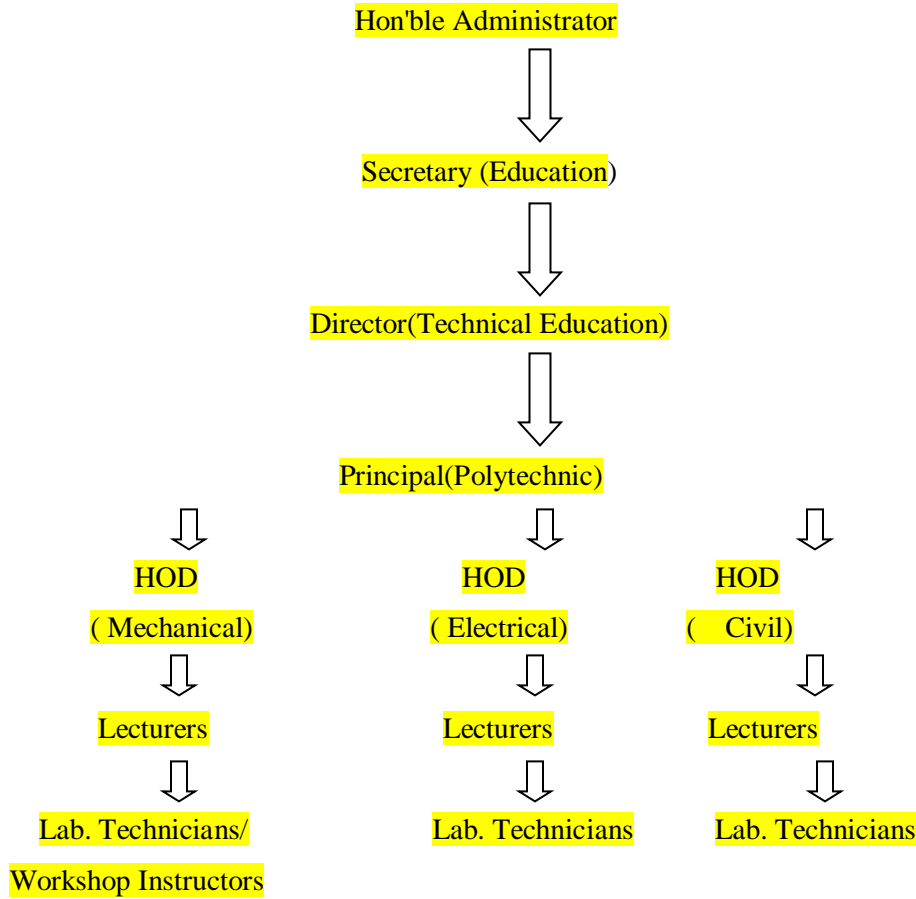 Hon'ble Administrator
Secretary (Education)
Director(Technical Education)
Principal(Polytechnic)
HOD HOD HOD
( Mechanical) ( Electrical) ( Civil)
Lecturers Lecturers Lecturers
Lab. Technicians/ Lab. Technicians Lab. Technicians
Workshop Instructors